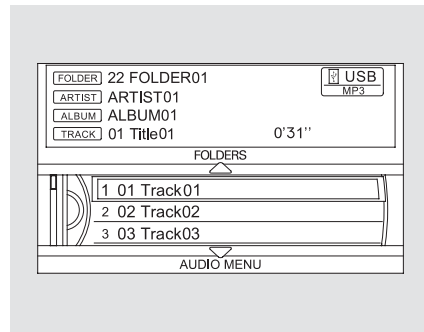 FOLDER 22 FOLDER01 USB
ARTIST ARTIST01 MP3
ALBUM ALBUM01
TRACK 01 Title01 0'31''
FOLDERS
1 01 Track01
2 02 Track02
3 03 Track03
AUDIO MENU